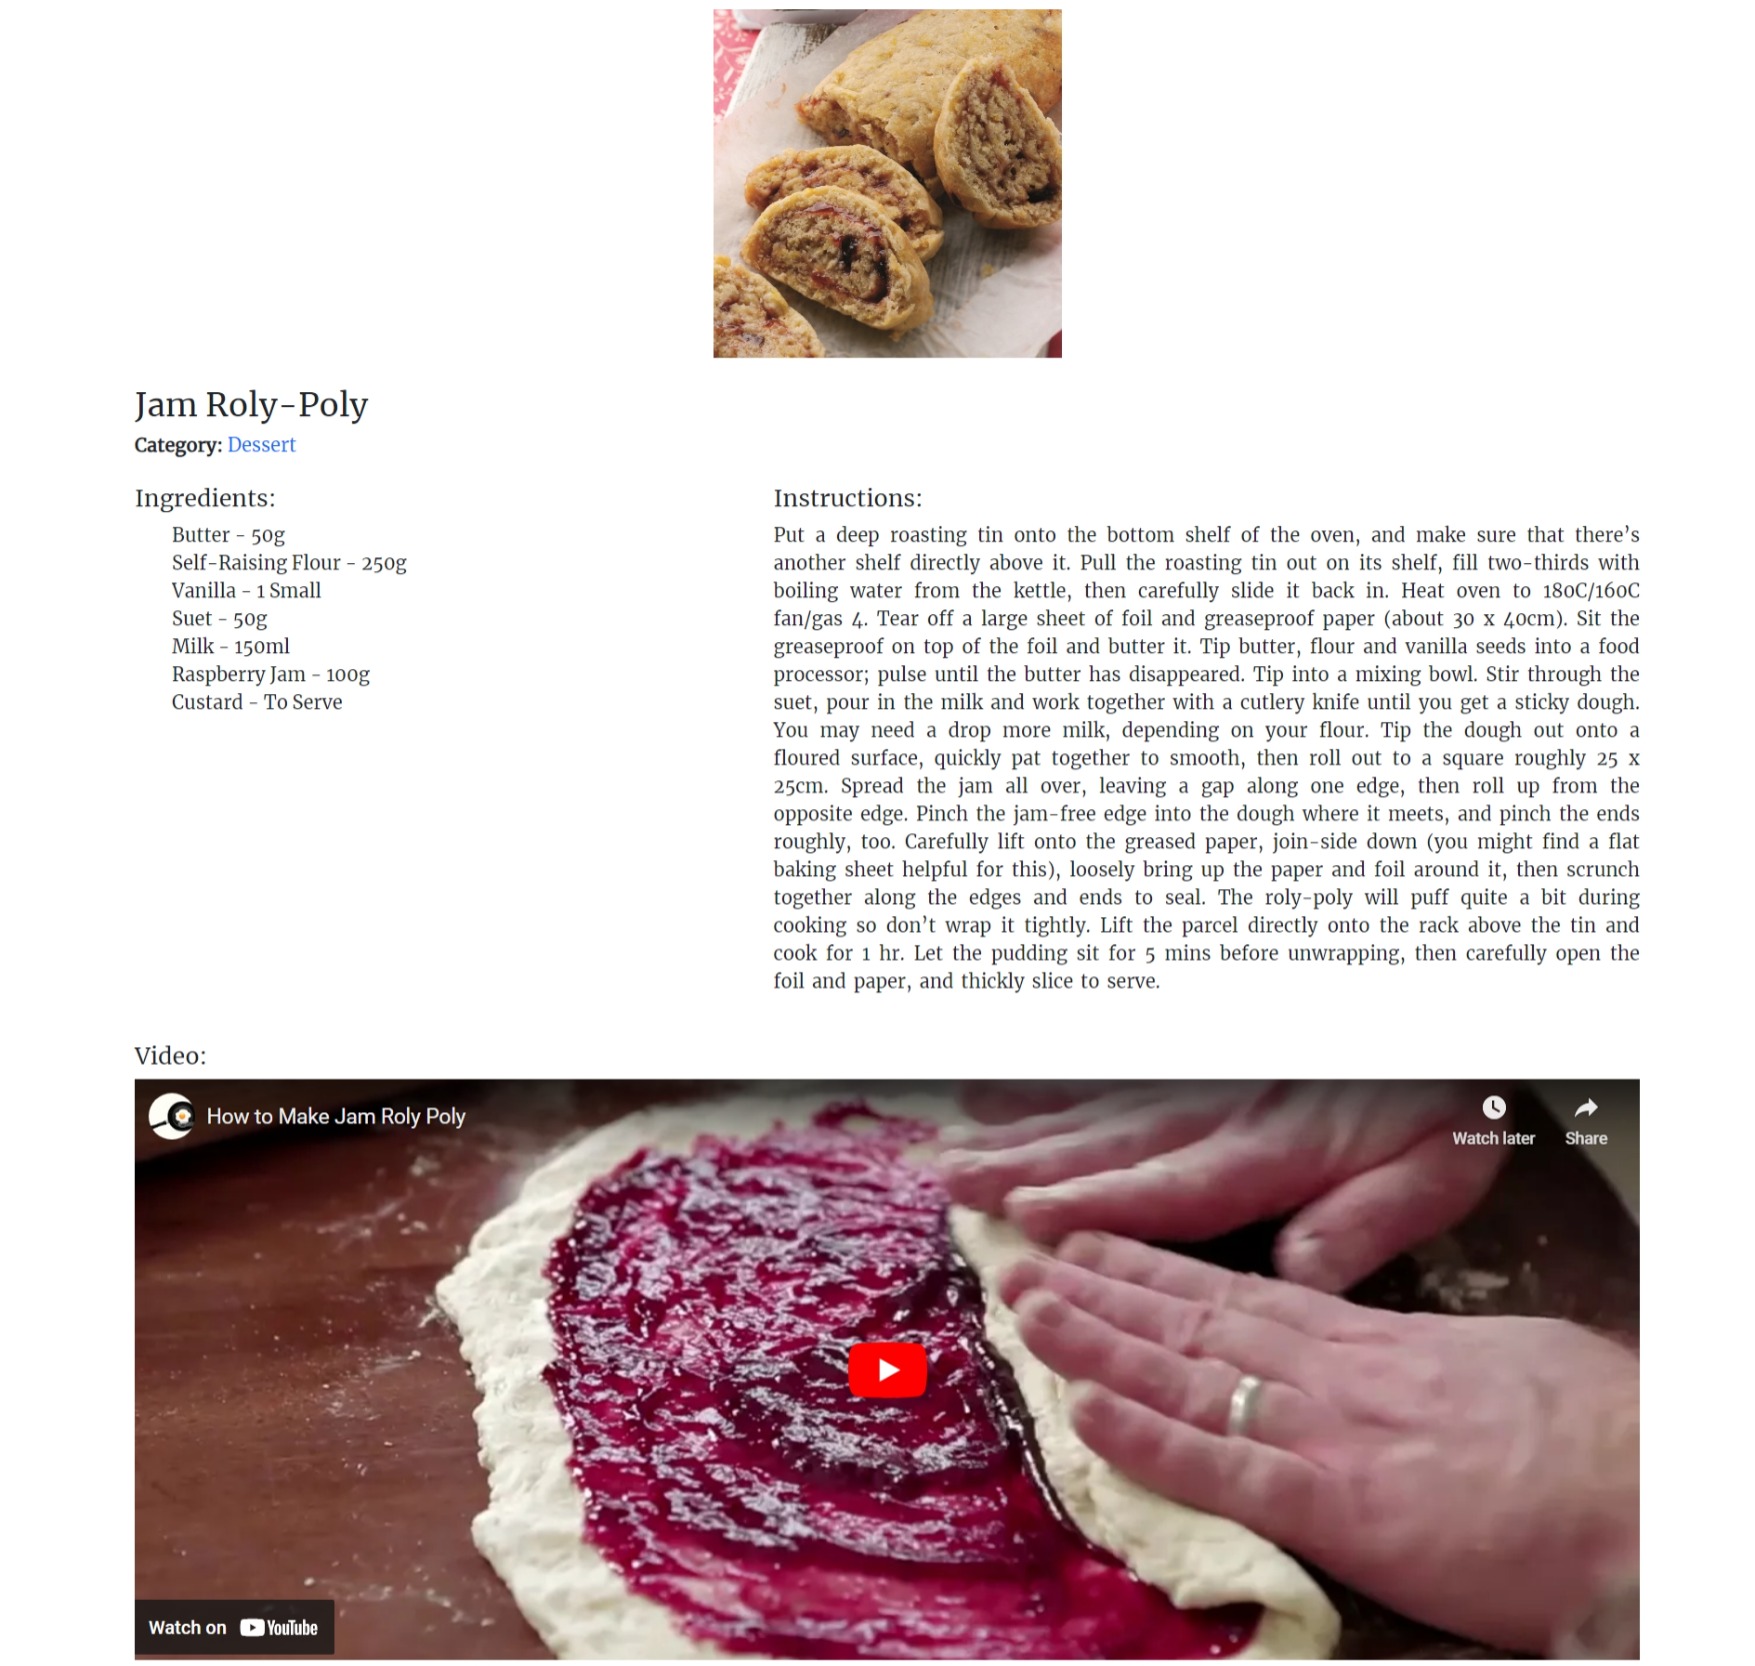 Jam Roly-Poly
Category: Dessert
Ingredients:
Butter - 50g
Self-Raising Flour - 250g
Vanilla - 1 Small
Suet - 50g
Milk - 150ml
Raspberry Jam - 100g
Custard - To Serve
Instructions:
Put a deep roasting tin onto the bottom shelf of the oven, and make sure that there’s
another shelf directly above it. Pull the roasting tin out on its shelf, fill two-thirds with
boiling water from the kettle, then carefully slide it back in. Heat oven to 180C/160C
fan/gas 4. Tear off a large sheet of foil and greaseproof paper (about 30 x 40cm). Sit the
greaseproof on top of the foil and butter it. Tip butter, flour and vanilla seeds into a food
processor; pulse until the butter has disappeared. Tip into a mixing bowl. Stir through the
suet, pour in the milk and work together with a cutlery knife until you get a sticky dough.
You may need a drop more milk, depending on your flour. Tip the dough out onto a
floured surface, quickly pat together to smooth, then roll out to a square roughly 25 x
25cm. Spread the jam all over, leaving a gap along one edge, then roll up from the
opposite edge. Pinch the jam-free edge into the dough where it meets, and pinch the ends
roughly, too. Carefully lift onto the greased paper, join-side down (you might find a flat
baking sheet helpful for this), loosely bring up the paper and foil around it, then scrunch
together along the edges and ends to seal. The roly-poly will puff quite a bit during
cooking so don’t wrap it tightly. Lift the parcel directly onto the rack above the tin and
cook for 1 hr. Let the pudding sit for 5 mins before unwrapping, then carefully open the
foil and paper, and thickly slice to serve.
Video:
How to Make Jam Roly Poly
Watch later
Share
Watch on YouTube